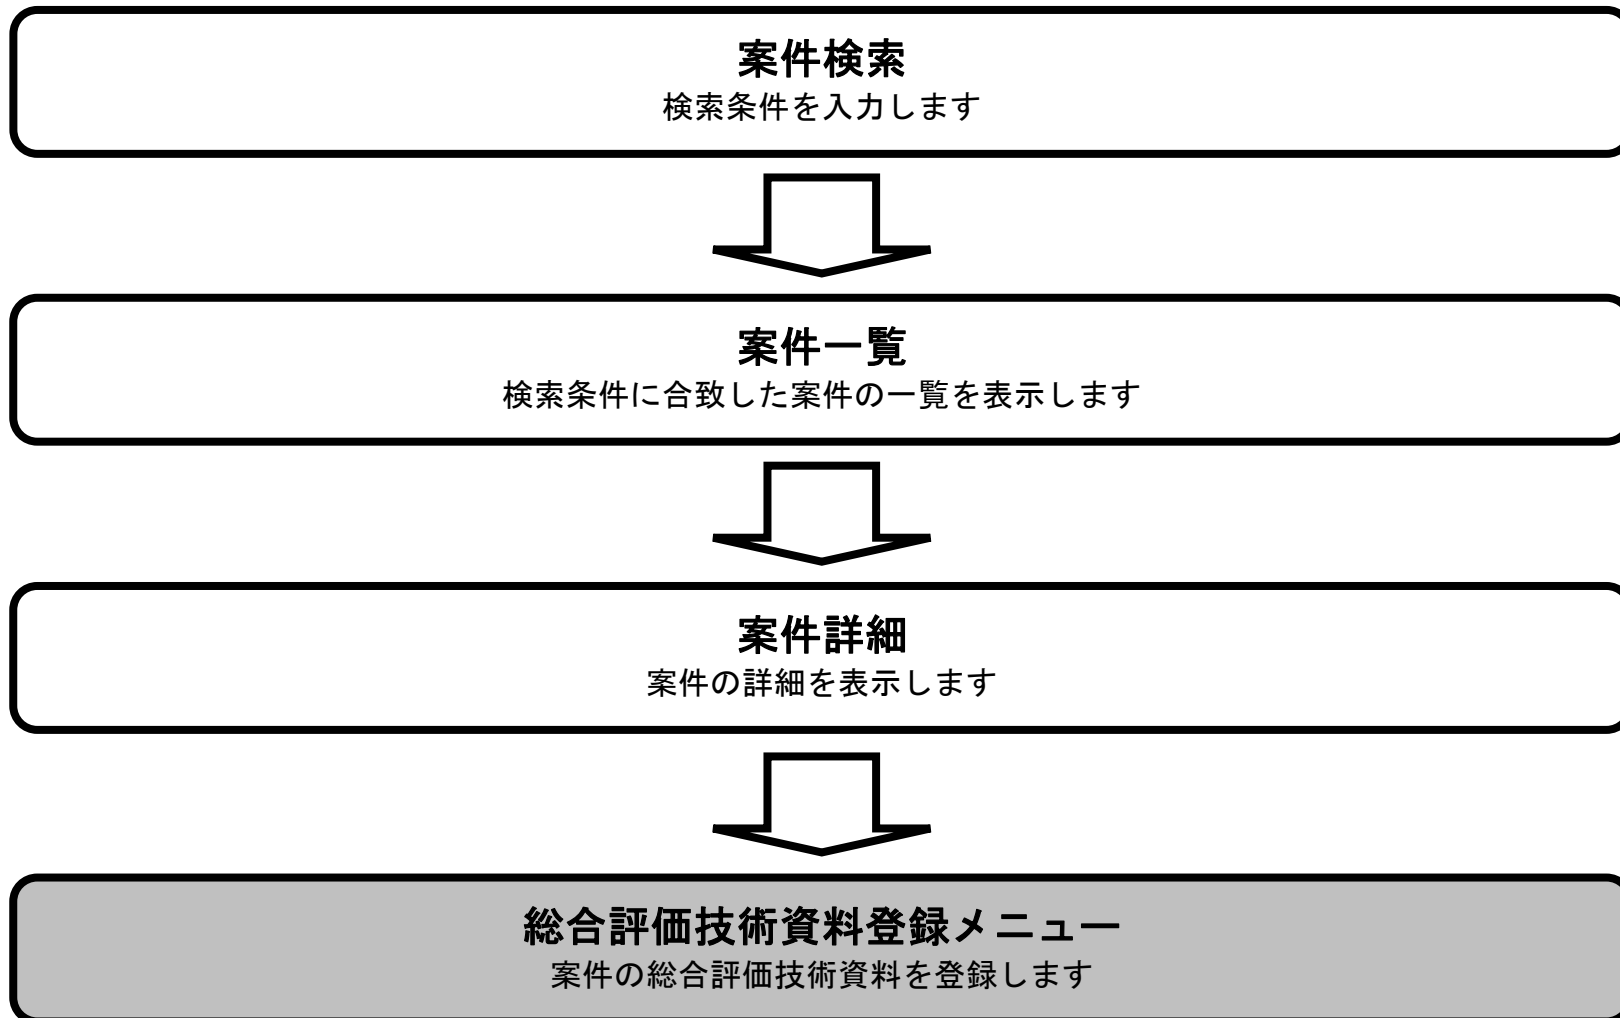 案件検索
検索条件を入力します
案件一覧
検索条件に合致した案件の一覧を表示します
案件詳細
案件の詳細を表示します
総合評価技術資料登録メニュー
案件の総合評価技術資料を登録します